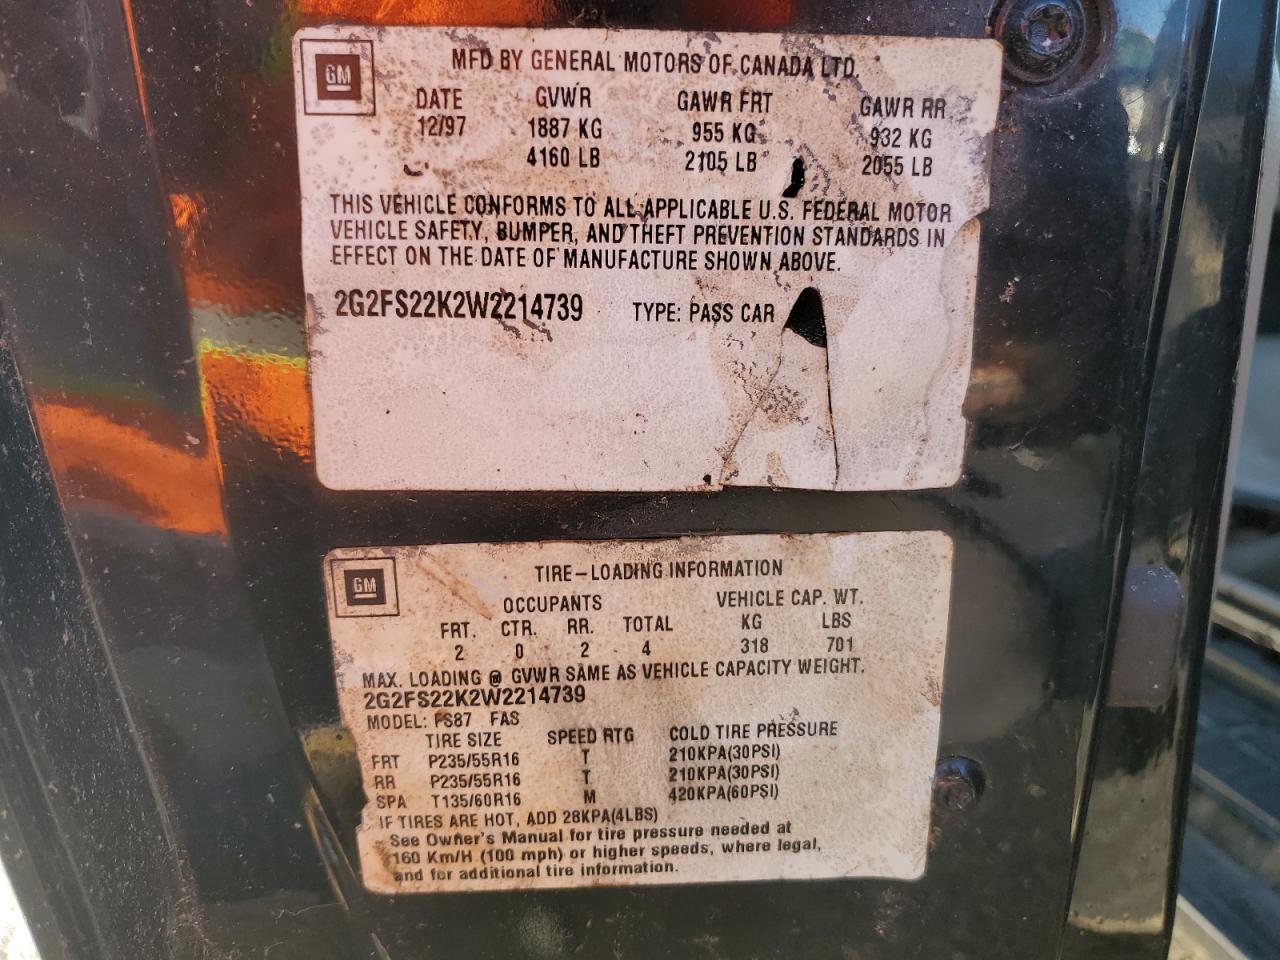 GM
MFD BY GENERAL MOTORS OF CANADA LTD.
DATE GVWR GAWR FRT GAWR RR
12/97 1887 KG 955 KG 932 KG
4160 LB 2105 LB 2055 LB
THIS VEHICLE CONFORMS TO ALL APPLICABLE U.S. FEDERAL MOTOR
VEHICLE SAFETY, BUMPER, AND THEFT PREVENTION STANDARDS IN
EFFECT ON THE DATE OF MANUFACTURE SHOWN ABOVE.
2G2FS22K2W2214739 TYPE: PASS CAR
GM
TIRE-LOADING INFORMATION
OCCUPANTS VEHICLE CAP. WT.
FRT. CTR. RR. TOTAL KG LBS
2 0 2 4 318 701
MAX. LOADING @ GVWR SAME AS VEHICLE CAPACITY WEIGHT.
2G2FS22K2W2214739
MODEL: FS87 FAS
TIRE SIZE SPEED RTG COLD TIRE PRESSURE
FRT P235/55R16 T 210KPA(30PSI)
RR P235/55R16 T 210KPA(30PSI)
SPA T135/60R16 M 420KPA(60PSI)
IF TIRES ARE HOT, ADD 28KPA(4LBS)
See Owner's Manual for tire pressure needed at
160 Km/H (100 mph) or higher speeds, where legal,
and for additional tire information.